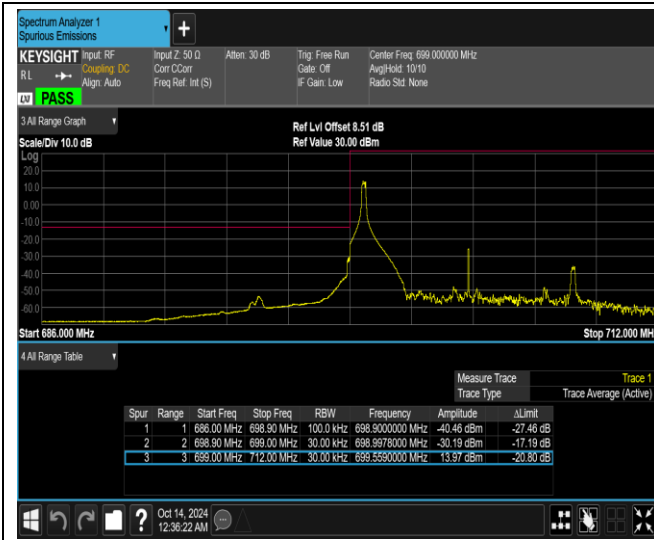 Spectrum Analyzer 1
Spurious Emissions
+
KEYSIGHT
Input: RF
Coupling: DC
Align: Auto
Input Z: 50 Ω
Corr CCorr
Freq Ref: Int (S)
Atten: 30 dB
Trig: Free Run
Gate: Off
IF Gain: Low
Center Freq: 699.000000 MHz
Avg|Hold: 10/10
Radio Std: None
RL
LXI
PASS
3 All Range Graph
Ref Lvl Offset 8.51 dB
Scale/Div 10.0 dB
Ref Value 30.00 dBm
Log
20.0
10.0
0.00
-10.0
-20.0
-30.0
-40.0
-50.0
-60.0
Start 686.000 MHz
Stop 712.000 MH
4 All Range Table
Measure Trace Trace 1
Trace Type Trace Average (Active)
Spur Range Start Freq Stop Freq RBW Frequency Amplitude ΔLimit
1 1 686.00 MHz 698.90 MHz 100.0 kHz 698.9000000 MHz -40.46 dBm -27.46 dB
2 2 698.90 MHz 699.00 MHz 30.00 kHz 698.9978000 MHz -30.19 dBm -17.19 dB
3 3 699.00 MHz 712.00 MHz 30.00 kHz 699.5590000 MHz 13.97 dBm -20.80 dB
?
Oct 14, 2024
12:36:22 AM